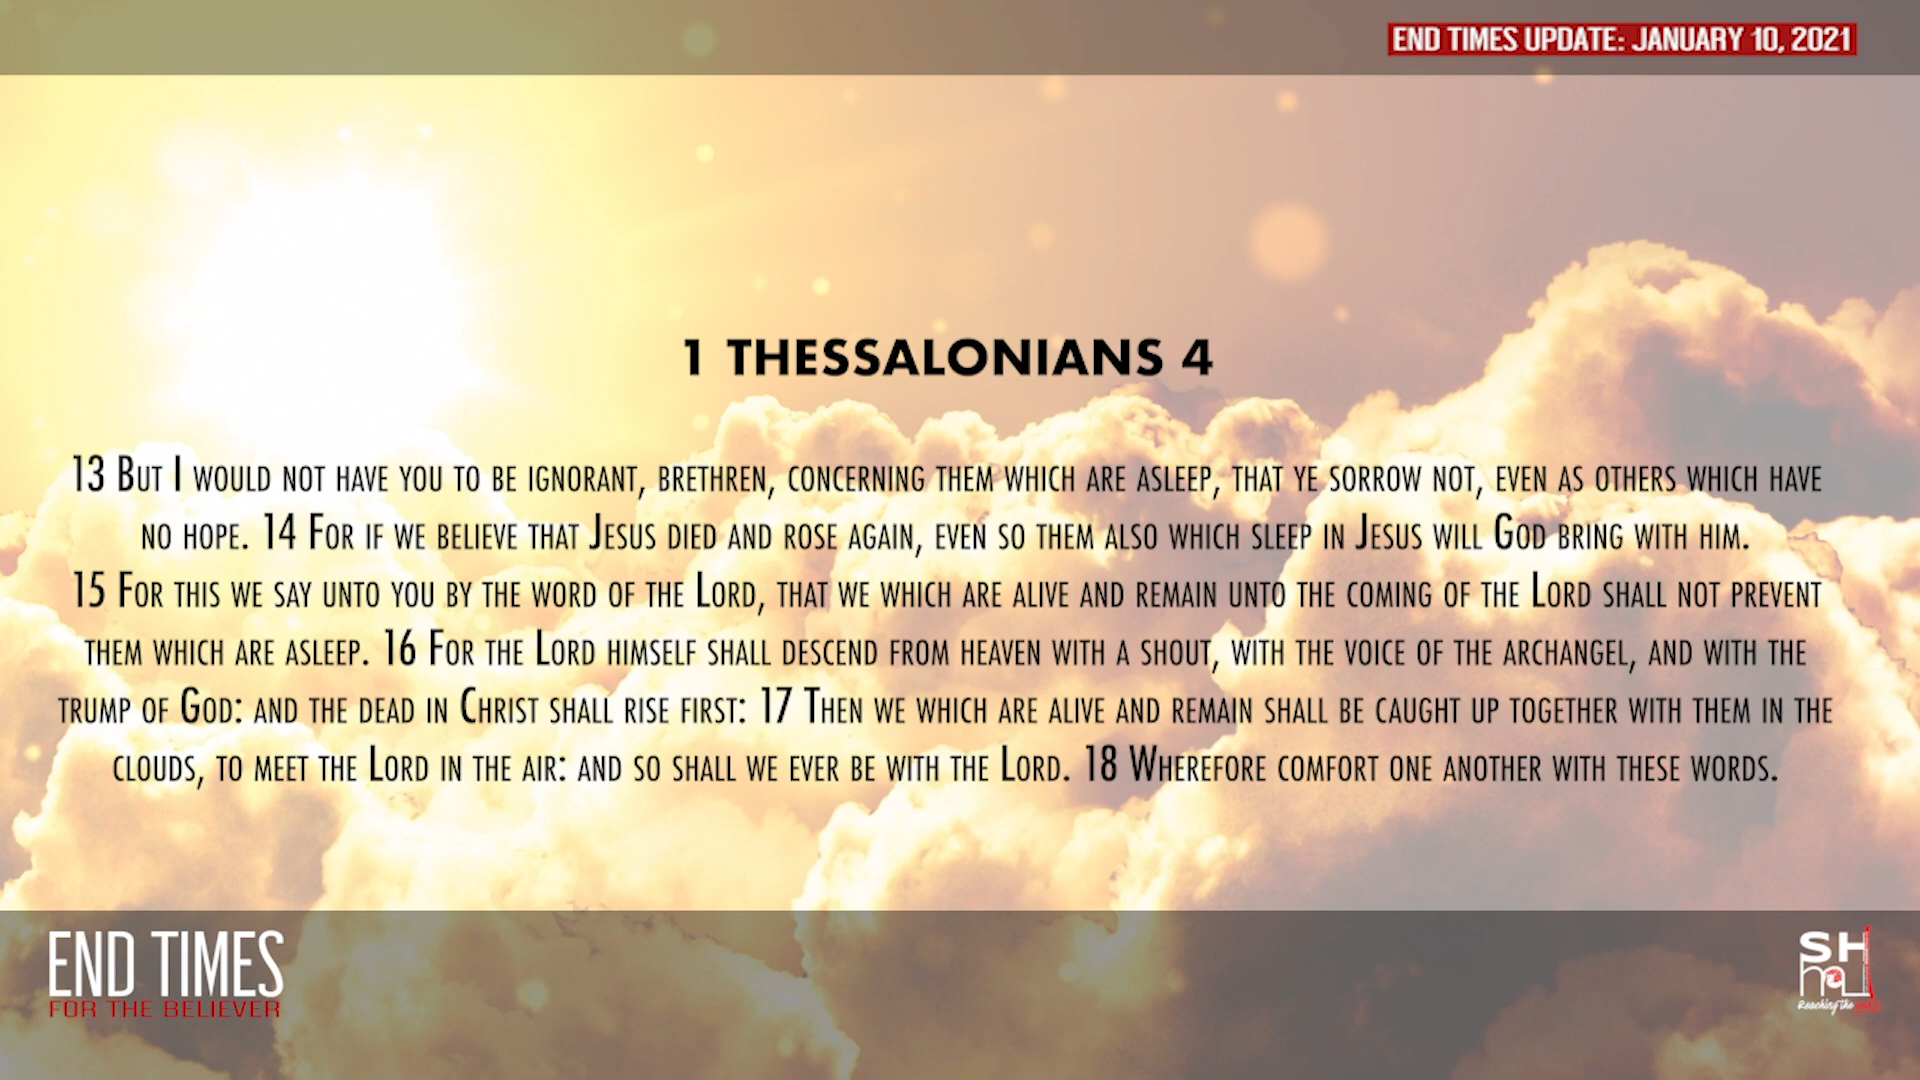 END TIMES UPDATE: JANUARY 10, 2021
1 THESSALONIANS 4
13 But I would not have you to be ignorant, brethren, concerning them which are asleep, that ye sorrow not, even as others which have
no hope. 14 For if we believe that Jesus died and rose again, even so them also which sleep in Jesus will God bring with him.
15 For this we say unto you by the word of the Lord, that we which are alive and remain unto the coming of the Lord shall not prevent
them which are asleep. 16 For the Lord himself shall descend from heaven with a shout, with the voice of the archangel, and with the
trump of God: and the dead in Christ shall rise first: 17 Then we which are alive and remain shall be caught up together with them in the
clouds, to meet the Lord in the air: and so shall we ever be with the Lord. 18 Wherefore comfort one another with these words.
END TIMES
FOR THE BELIEVER
SH
Reaching the